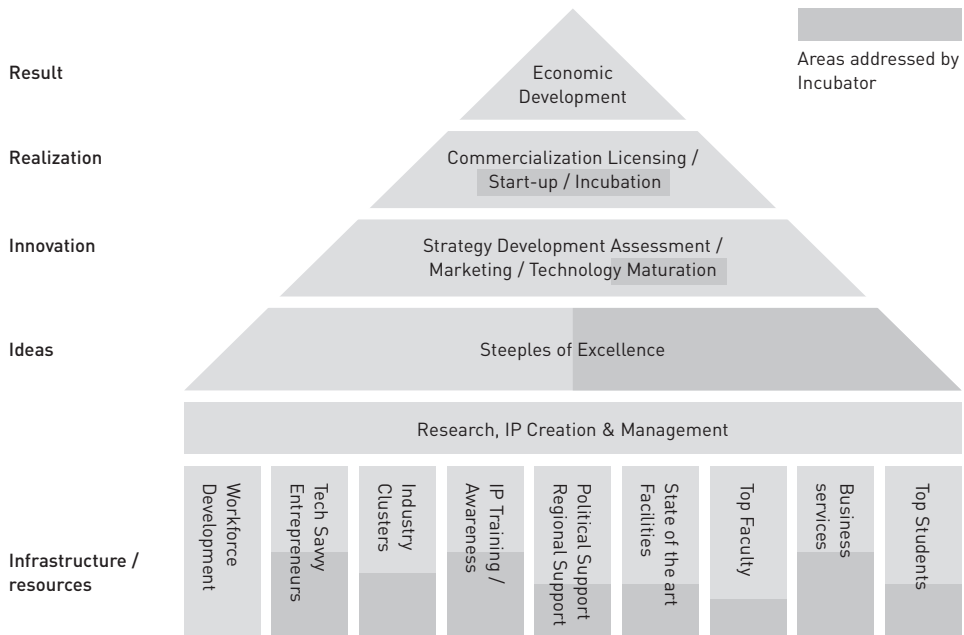 Result
Economic
Development
Areas addressed by
Incubator
Realization
Commercialization Licensing /
Start-up / Incubation
Innovation
Strategy Development Assessment /
Marketing / Technology Maturation
Ideas
Steeples of Excellence
Research, IP Creation & Management
Infrastructure /
resources
Workforce
Development
Tech Savvy
Entrepreneurs
Industry
Clusters
IP Training /
Awareness
Political Support
Regional Support
State of the art
Facilities
Top Faculty
Business
services
Top Students